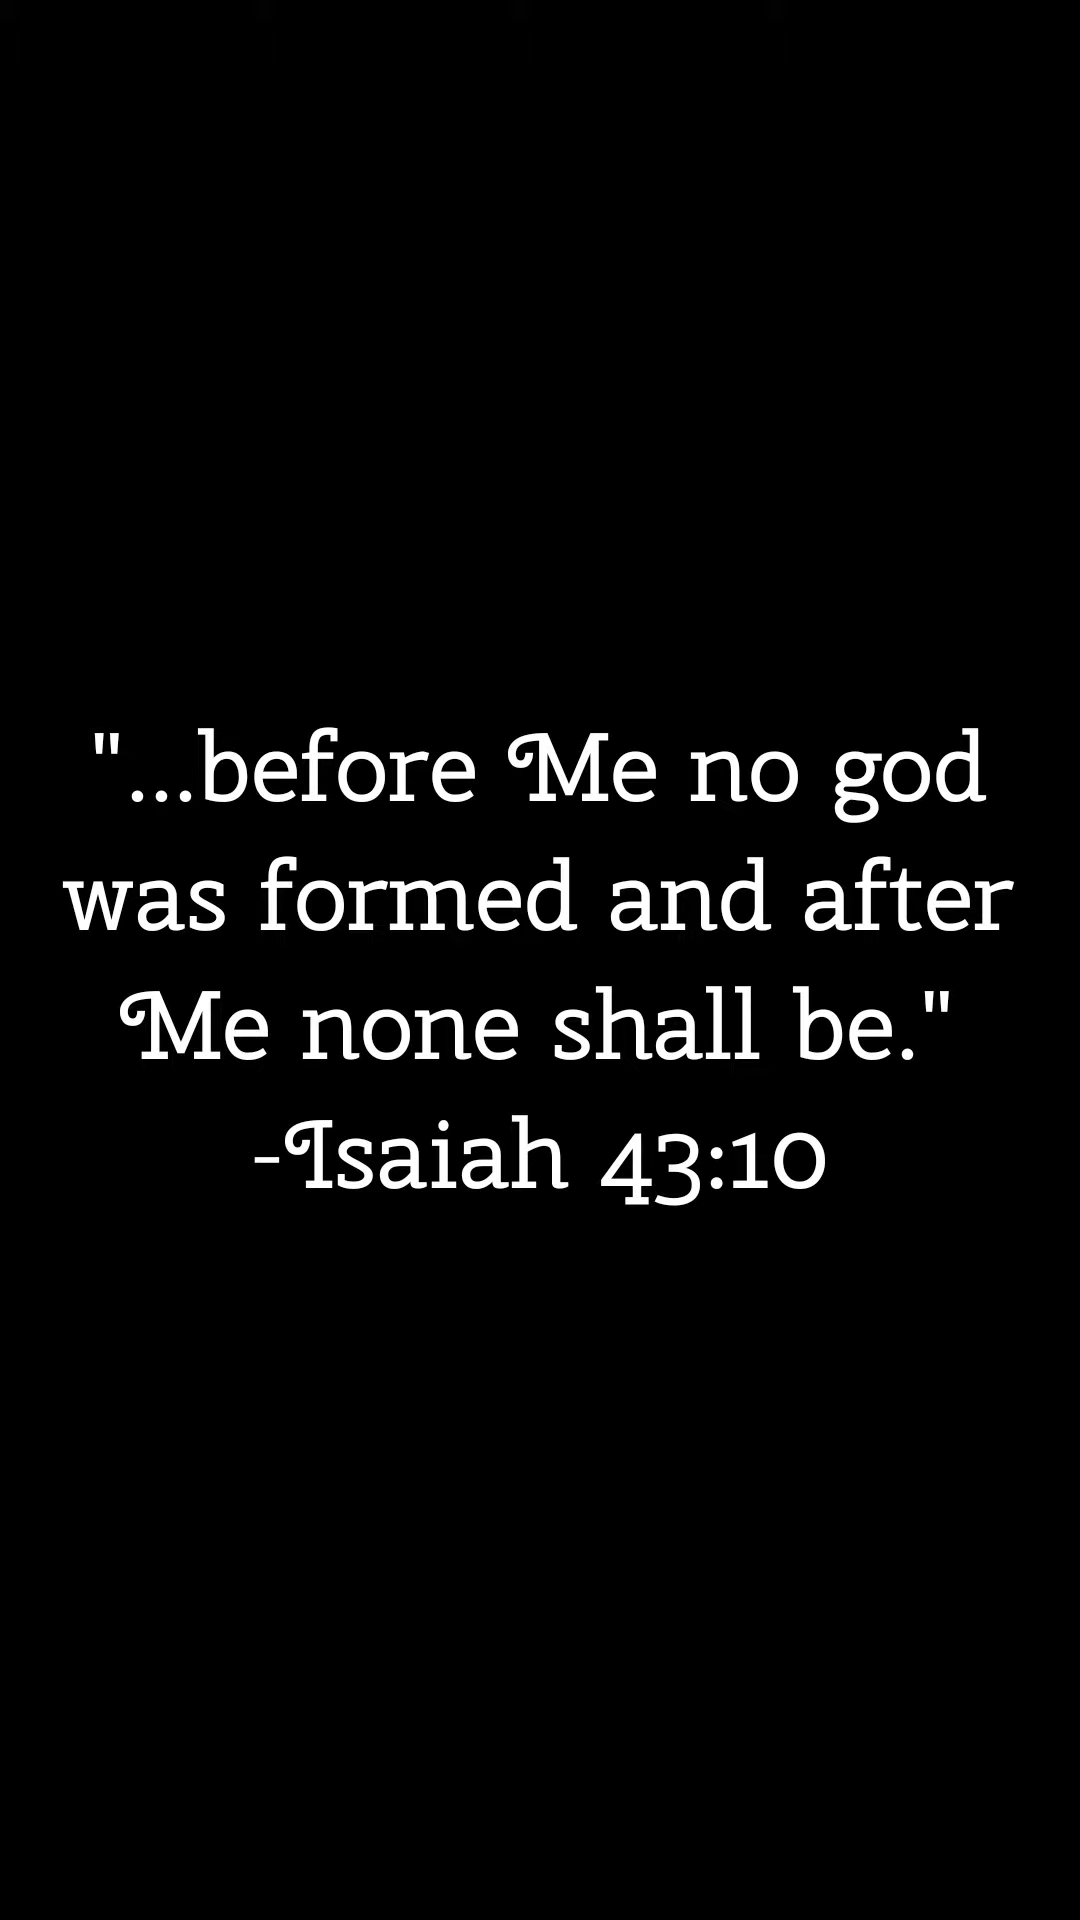 "...before Me no god
was formed and after
Me none shall be."
-Isaiah 43:10